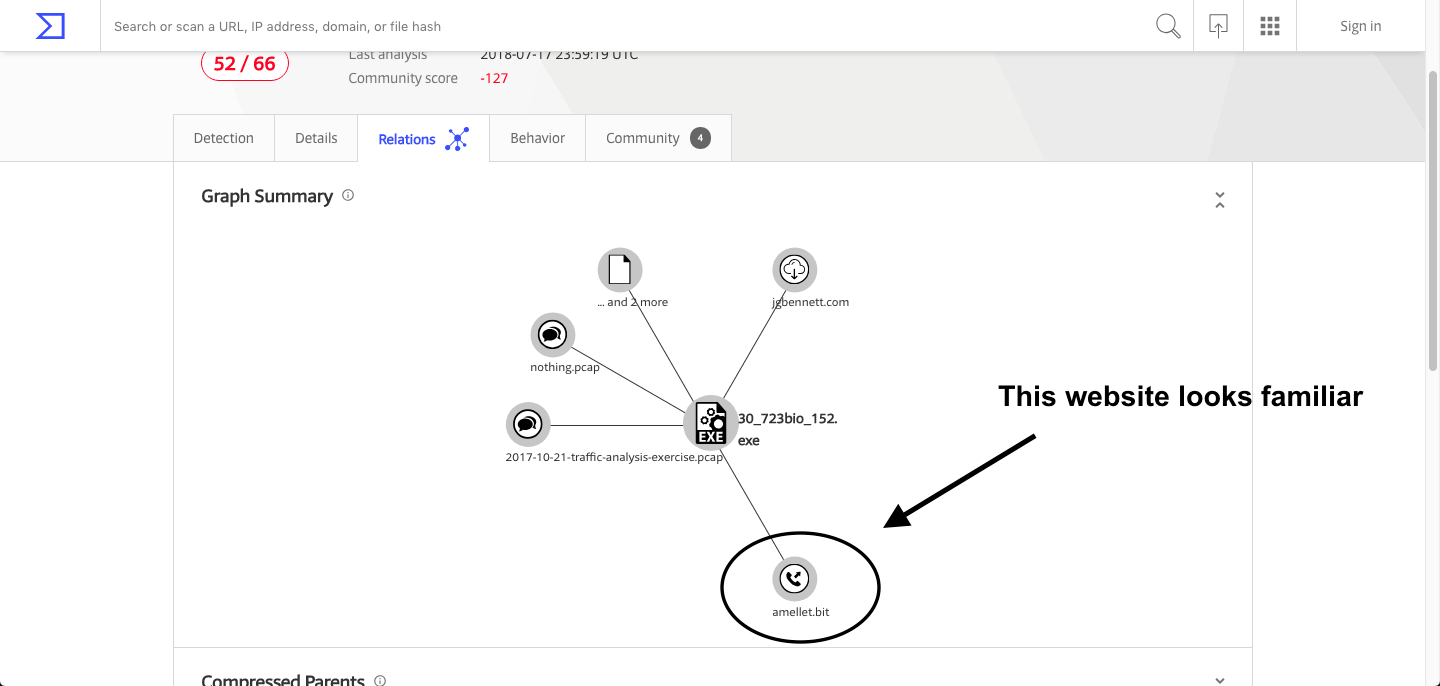 Search or scan a URL, IP address, domain, or file hash
Sign in
52 / 66
Last analysis 2018-07-17 23:59:19 UTC
Community score -127
Detection Details Relations Behavior Community 4
Graph Summary
... and 2 more
jgbennett.com
nothing.pcap
This website looks familiar
30_723bio_152.
exe
EXE
2017-10-21-traffic-analysis-exercise.pcap
amellet.bit
Compressed Parents